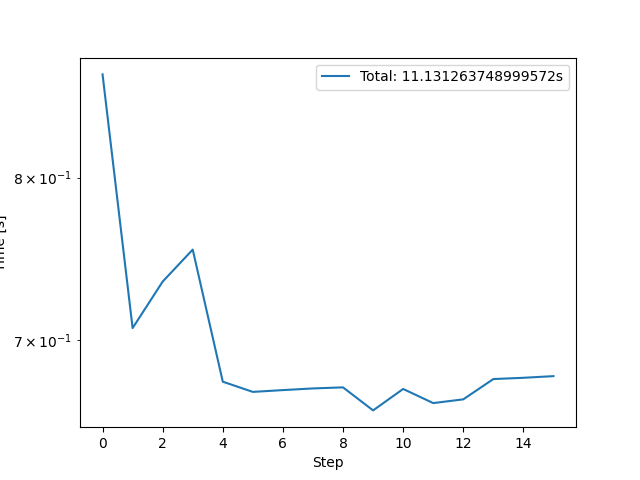 Total: 11.131263748999572s
8 × 10⁻¹
7 × 10⁻¹
[s]
0 2 4 6 8 10 12 14
Step